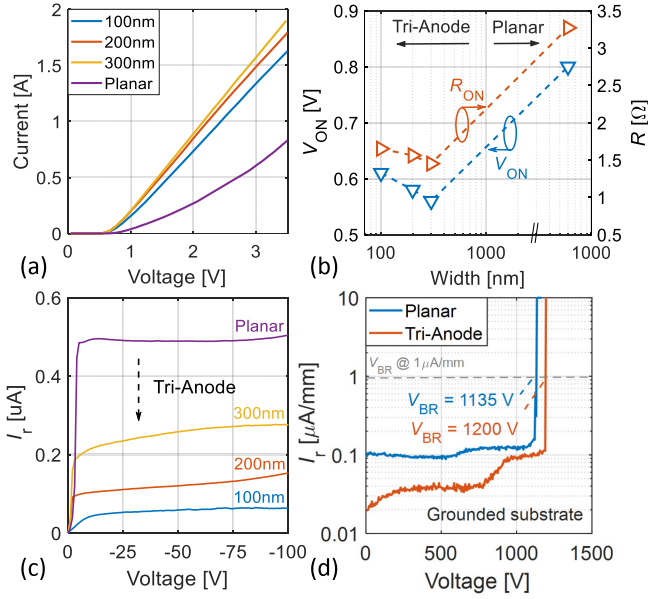 (a)
2
1.5
1
0.5
0
Current [A]
100nm
200nm
300nm
Planar
0
1
2
3
Voltage [V]
(b)
0.9
0.8
0.7
0.6
0.5
V_ON [V]
Tri-Anode
Planar
R_ON
V_ON
3.5
3
2.5
2
1.5
1
0.5
R [Ω]
100
1000
1000
Width [nm]
0.6
0.4
0.2
0
I_r [uA]
Planar
Tri-Anode
300nm
200nm
100nm
0
-25
-50
-75
-100
(c)
Voltage [V]
10
1
0.1
0.01
I_r [µA/mm]
Planar
Tri-Anode
V_BR @ 1µA/mm
V_BR = 1135 V
V_BR = 1200 V
Grounded substrate
0
500
1000
1500
(d)
Voltage [V]